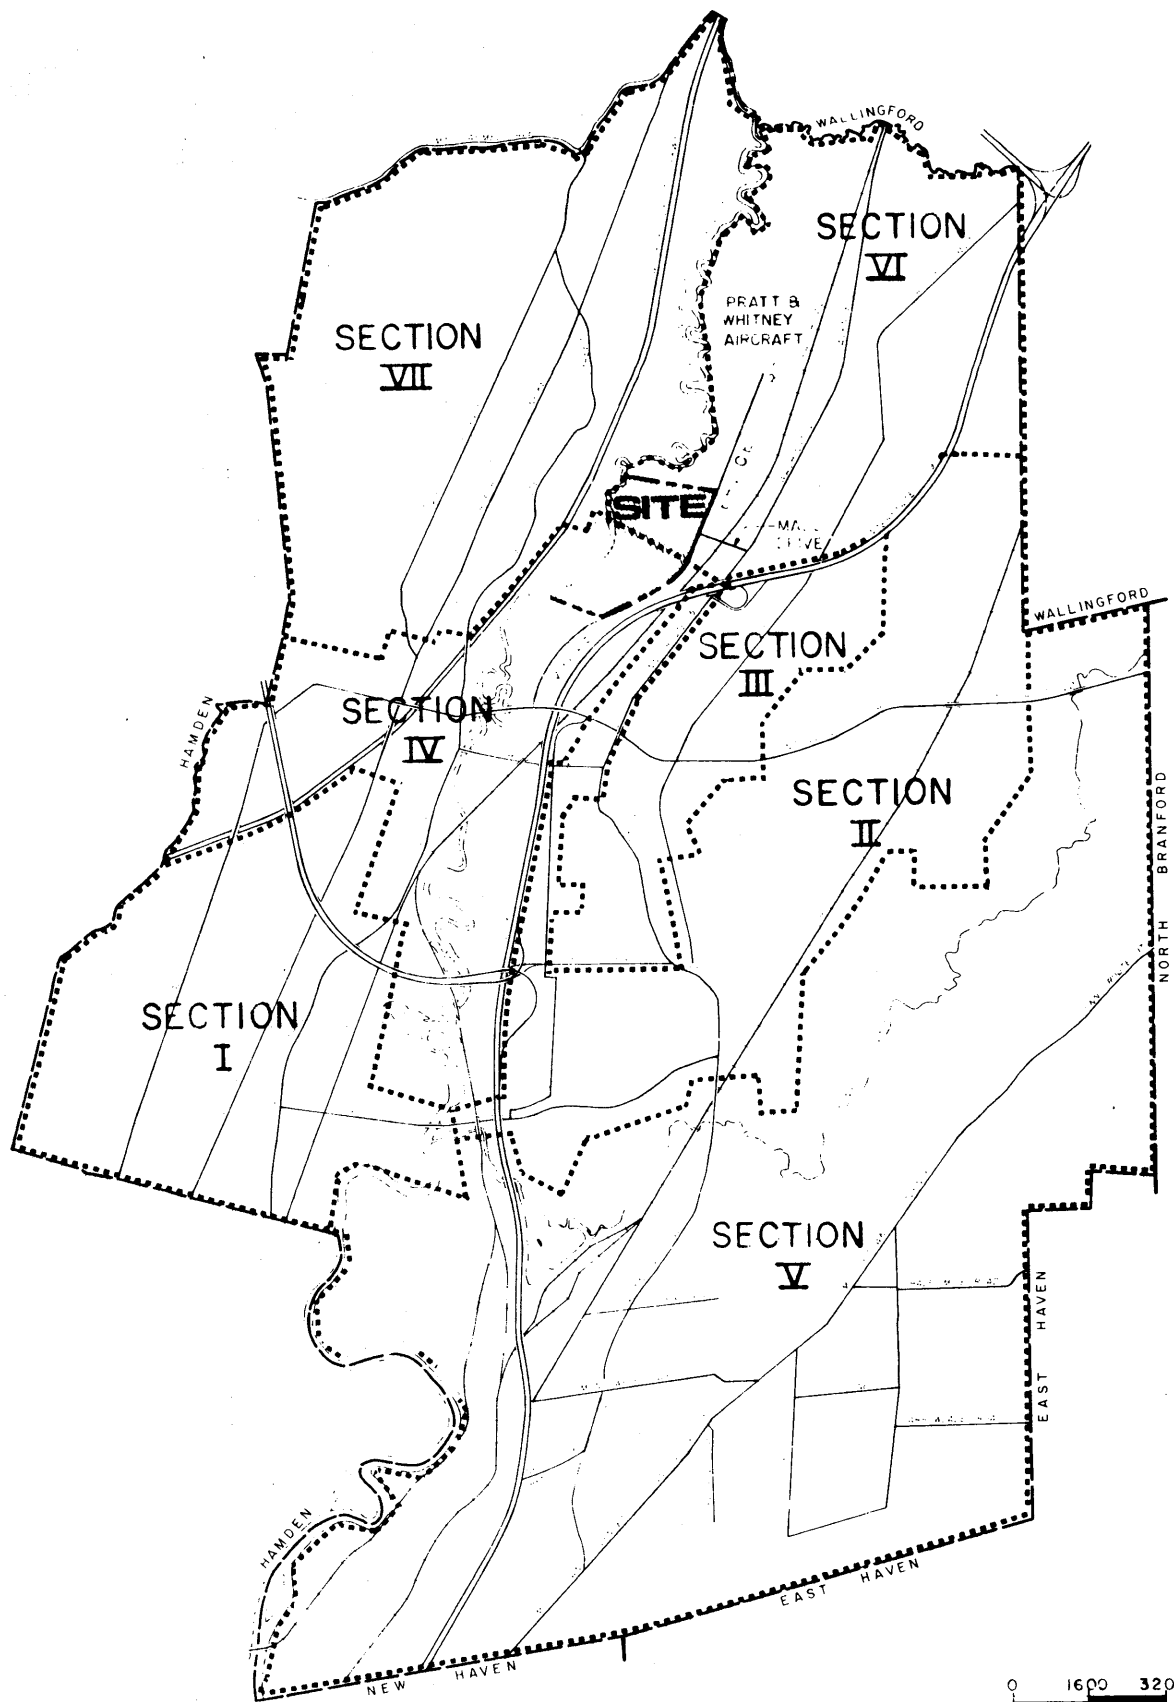 WALLINGFORD
SECTION
VI
PRATT &
WHITNEY
AIRCRAFT
SECTION
VII
SITE
WALLINGFORD
SECTION
III
HAMDEN
SECTION
IV
SECTION
II
NORTH BRANFORD
SECTION
I
SECTION
V
EAST HAVEN
HAMDEN
EAST HAVEN
NEW HAVEN
0 1600 320